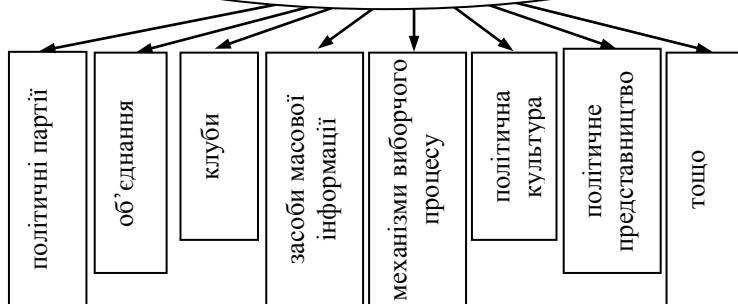 політичні партії
об’єднання
клуби
засоби масової
інформації
механізми виборчого
процесу
політична
культура
політичне
представництво
тощо